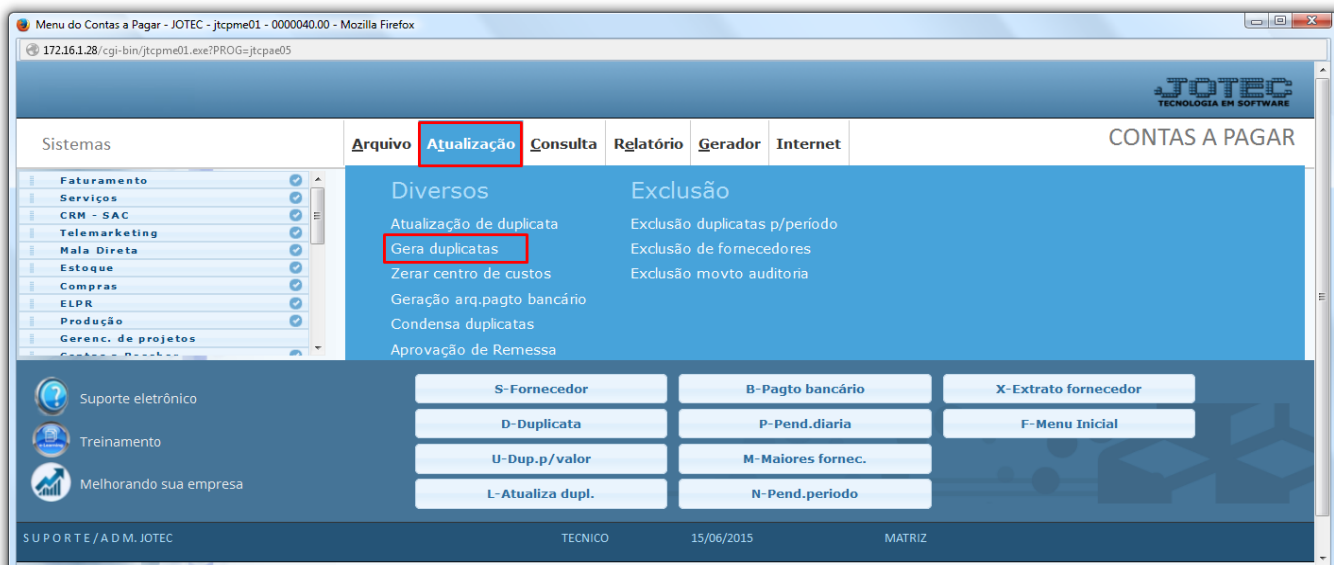 Menu do Contas a Pagar - JOTEC - jtcpme01 - 0000040.00 - Mozilla Firefox
172.16.1.28/cgi-bin/jtcpme01.exe?PROG=jtcpae05
JOTEC
TECNOLOGIA EM SOFTWARE
Sistemas
Arquivo Atualização Consulta Relatório Gerador Internet
CONTAS A PAGAR
Faturamento
Serviços
CRM - SAC
Telemarketing
Mala Direta
Estoque
Compras
ELPR
Produção
Gerenc. de projetos
Contas a Receber
Diversos
Atualização de duplicata
Gera duplicatas
Zerar centro de custos
Geração arq.pagto bancário
Condensa duplicatas
Aprovação de Remessa
Exclusão
Exclusão duplicatas p/período
Exclusão de fornecedores
Exclusão movto auditoria
Suporte eletrônico
Treinamento
Melhorando sua empresa
S-Fornecedor B-Pagto bancário X-Extrato fornecedor
D-Duplicata P-Pend.diaria F-Menu Inicial
U-Dup.p/valor M-Maiores fornec.
L-Atualiza dupl. N-Pend.periodo
SUPORTE/ADM. JOTEC TECNICO 15/06/2015 MATRIZ